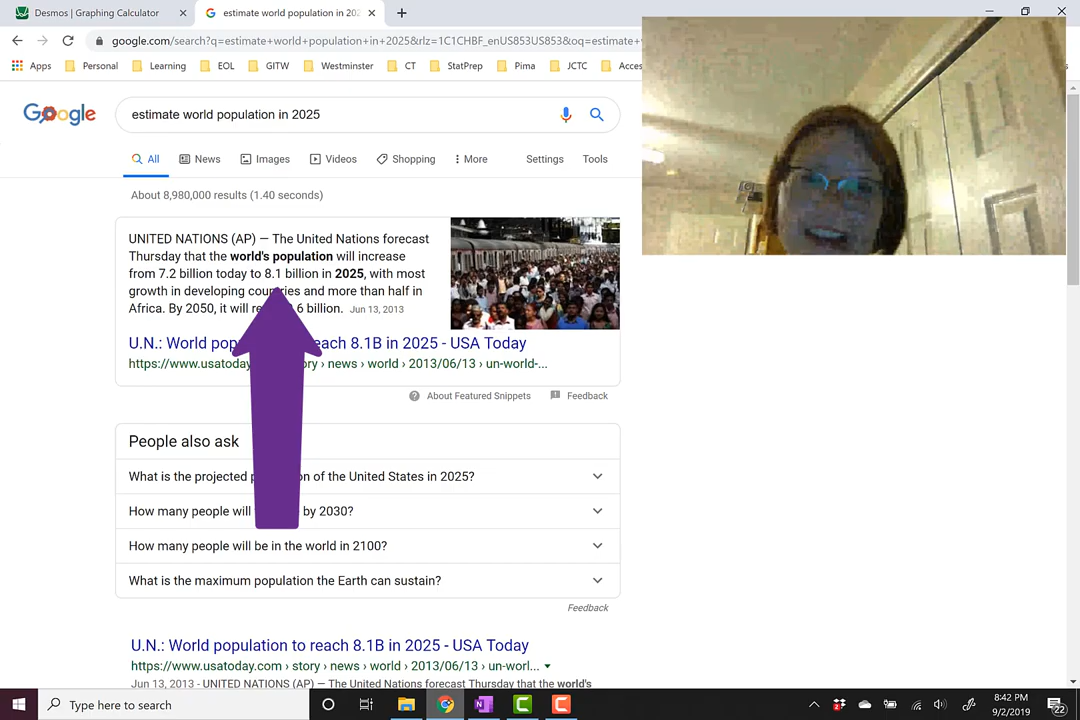 Desmos | Graphing Calculator
estimate world population in 202
google.com/search?q=estimate+world+population+in+2025&rlz=1C1CHBF_enUS853US853&oq=estimate+
Apps Personal Learning EOL GITW Westminster CT StatPrep Pima JCTC Acces
Google
estimate world population in 2025
All News Images Videos Shopping More Settings Tools
About 8,980,000 results (1.40 seconds)
UNITED NATIONS (AP) — The United Nations forecast
Thursday that the world's population will increase
from 7.2 billion today to 8.1 billion in 2025, with most
growth in developing countries and more than half in
Africa. By 2050, it will .6 billion. Jun 13, 2013
U.N.: World each 8.1B in 2025 - USA Today
https://www.usatoday ory › news › world › 2013/06/13 › un-world-...
About Featured Snippets Feedback
People also ask
What is the projected of the United States in 2025?
How many people will by 2030?
How many people will be in the world in 2100?
What is the maximum population the Earth can sustain?
Feedback
U.N.: World population to reach 8.1B in 2025 - USA Today
https://www.usatoday.com › story › news › world › 2013/06/13 › un-worl...
Jun 13, 2013 - UNITED NATIONS (AP) — The United Nations forecast Thursday that the world's
Type here to search
2
8:42 PM
9/2/2019
22